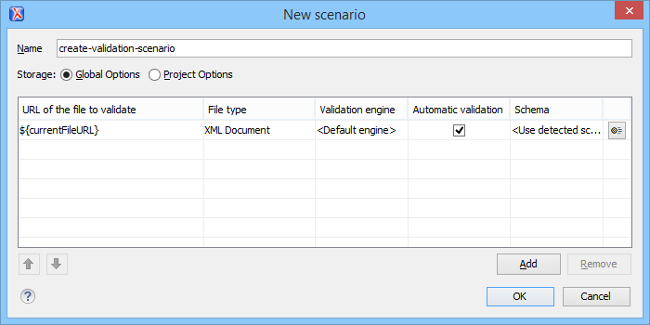 New scenario
Name create-validation-scenario
Storage: Global Options Project Options
URL of the file to validate File type Validation engine Automatic validation Schema
${currentFileURL} XML Document <Default engine> <Use detected sc...
Add Remove
? OK Cancel